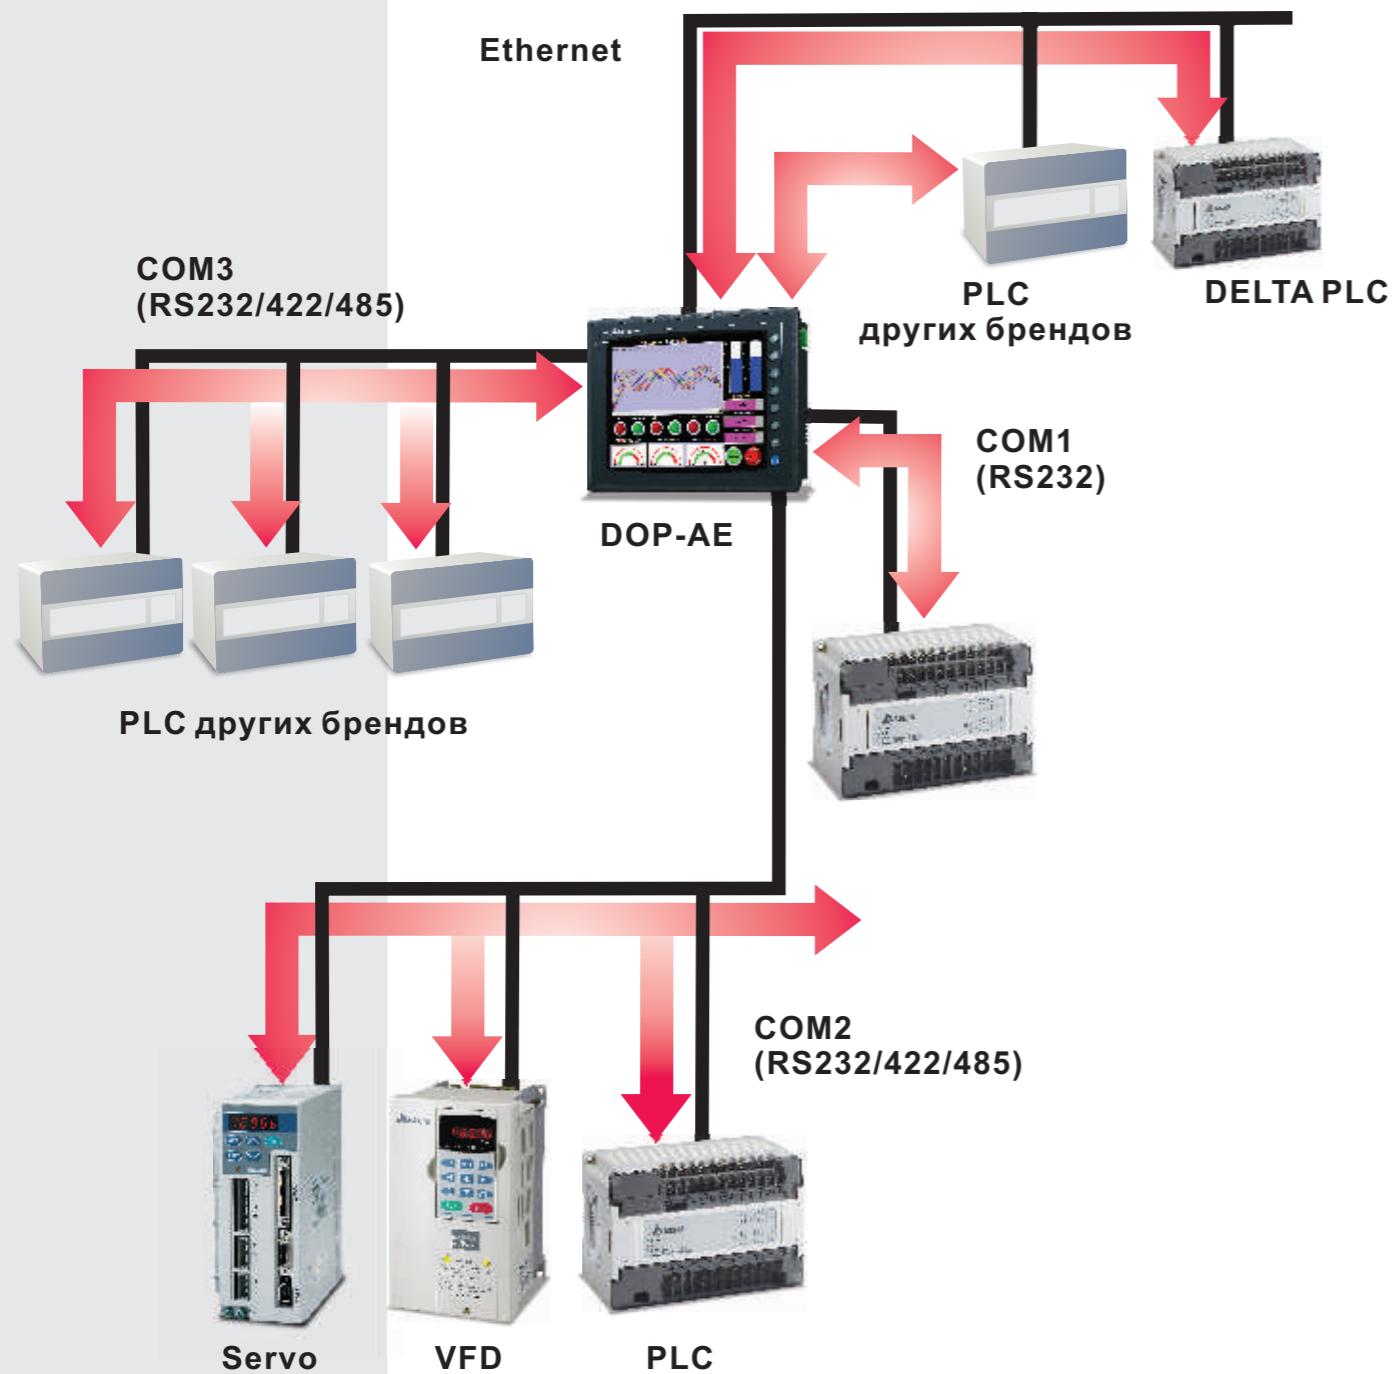 Ethernet
COM3
(RS232/422/485)
PLC
других брендов
DELTA PLC
COM1
(RS232)
DOP-AE
PLC других брендов
COM2
(RS232/422/485)
Servo
VFD
PLC